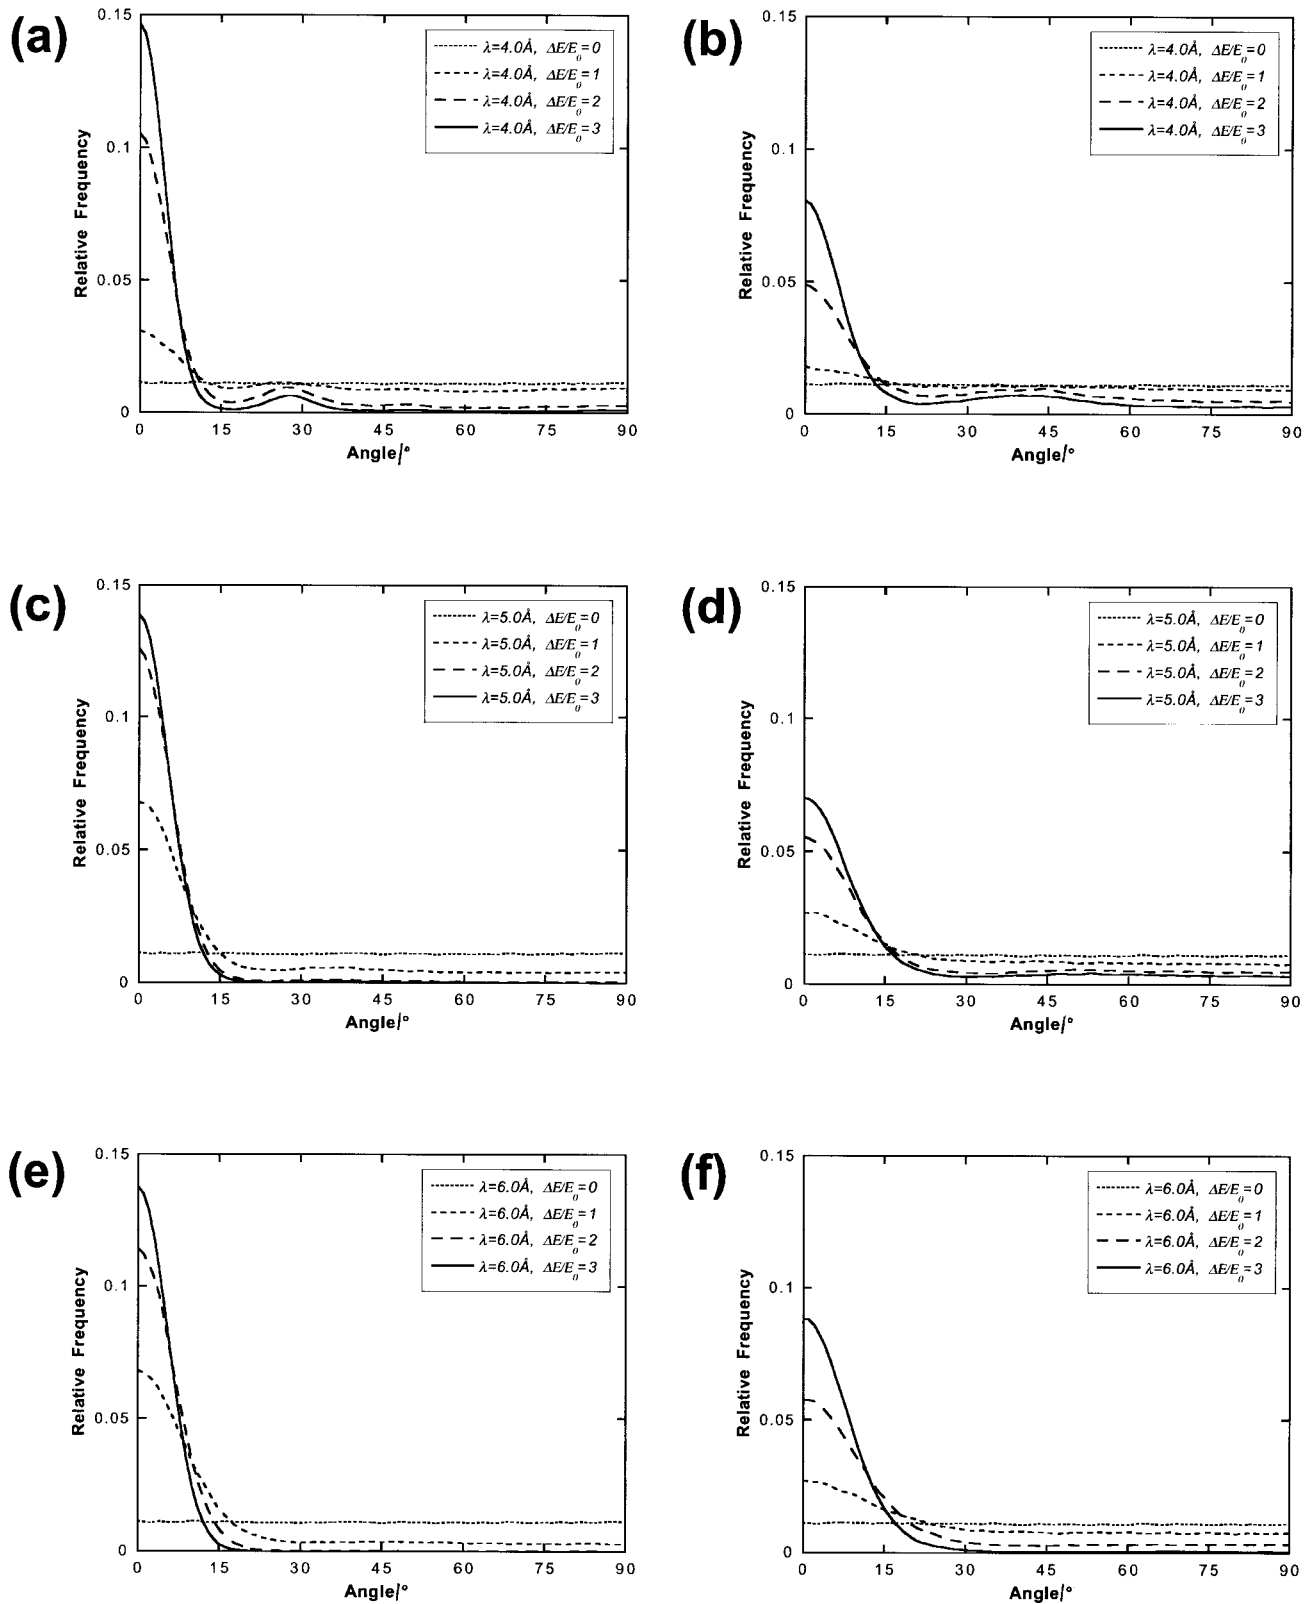 (a)
0.15
0.1
0.05
0
Relative Frequency
λ=4.0Å, ΔE/E₀=0
λ=4.0Å, ΔE/E₀=1
λ=4.0Å, ΔE/E₀=2
λ=4.0Å, ΔE/E₀=3
0 15 30 45 60 75 90
Angle/°
(b)
0.15
0.1
0.05
0
Relative Frequency
λ=4.0Å, ΔE/E₀=0
λ=4.0Å, ΔE/E₀=1
λ=4.0Å, ΔE/E₀=2
λ=4.0Å, ΔE/E₀=3
0 15 30 45 60 75 90
Angle/°
(c)
0.15
0.1
0.05
0
Relative Frequency
λ=5.0Å, ΔE/E₀=0
λ=5.0Å, ΔE/E₀=1
λ=5.0Å, ΔE/E₀=2
λ=5.0Å, ΔE/E₀=3
0 15 30 45 60 75 90
Angle/°
(d)
0.15
0.1
0.05
0
Relative Frequency
λ=5.0Å, ΔE/E₀=0
λ=5.0Å, ΔE/E₀=1
λ=5.0Å, ΔE/E₀=2
λ=5.0Å, ΔE/E₀=3
0 15 30 45 60 75 90
Angle/°
(e)
0.15
0.1
0.05
0
Relative Frequency
λ=6.0Å, ΔE/E₀=0
λ=6.0Å, ΔE/E₀=1
λ=6.0Å, ΔE/E₀=2
λ=6.0Å, ΔE/E₀=3
0 15 30 45 60 75 90
Angle/°
(f)
0.15
0.1
0.05
0
Relative Frequency
λ=6.0Å, ΔE/E₀=0
λ=6.0Å, ΔE/E₀=1
λ=6.0Å, ΔE/E₀=2
λ=6.0Å, ΔE/E₀=3
0 15 30 45 60 75 90
Angle/°